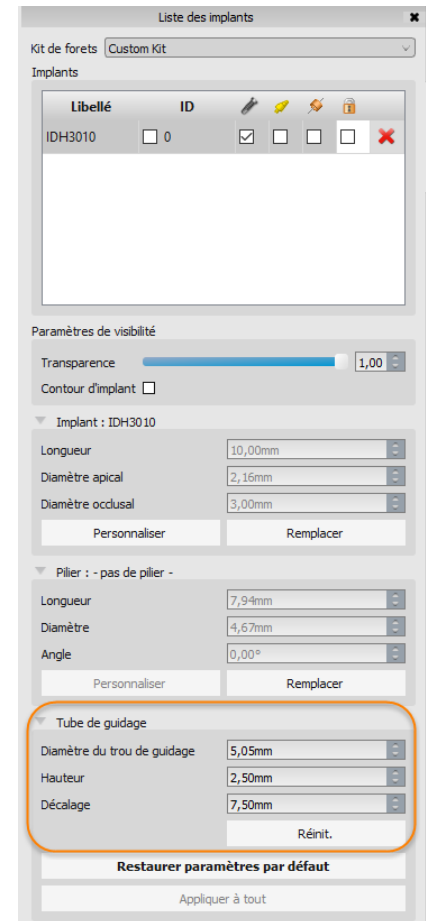 Liste des implants
Kit de forets Custom Kit
Implants
Libellé ID
IDH3010 0
Paramètres de visibilité
Transparence 1,00
Contour d'implant
Implant : IDH3010
Longueur 10,00mm
Diamètre apical 2,16mm
Diamètre occlusal 3,00mm
Personnaliser Remplacer
Pilier : - pas de pilier -
Longueur 7,94mm
Diamètre 4,67mm
Angle 0,00°
Personnaliser Remplacer
Tube de guidage
Diamètre du trou de guidage 5,05mm
Hauteur 2,50mm
Décalage 7,50mm
Réinit.
Restaurer paramètres par défaut
Appliquer à tout